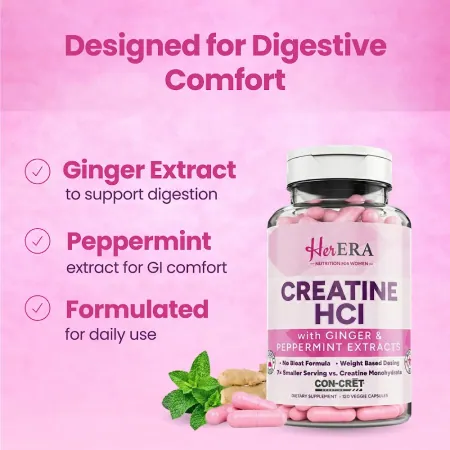 Designed for Digestive
Comfort
Ginger Extract
to support digestion
Peppermint
extract for GI comfort
Formulated
for daily use
HerERA
NUTRITION FOR WOMEN
CREATINE
HCl
with GINGER &
PEPPERMINT EXTRACTS
• No Bloat Formula • Weight Based Dosing
Smaller Serving vs. Creatine Monohydrate
CON-CRĒT
DIETARY SUPPLEMENT • 120 VEGGIE CAPSULES